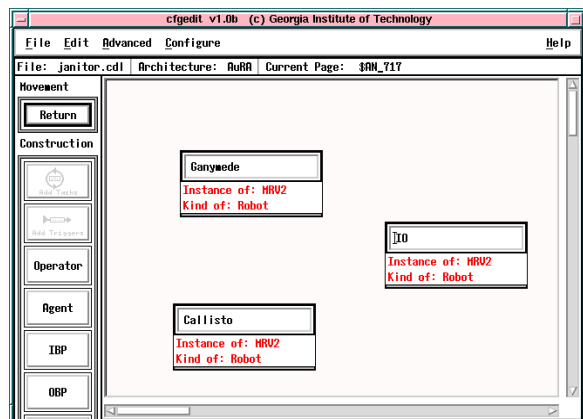 cfgedit v1.0b (c) Georgia Institute of Technology
File Edit Advanced Configure Help
File: janitor.cdl Architecture: AuRA Current Page: $AN_717
Movement
Return
Construction
Add Tasks
Add Triggers
Operator
Agent
IBP
OBP
Ganymede
Instance of: MRV2
Kind of: Robot
IO
Instance of: MRV2
Kind of: Robot
Callisto
Instance of: MRV2
Kind of: Robot